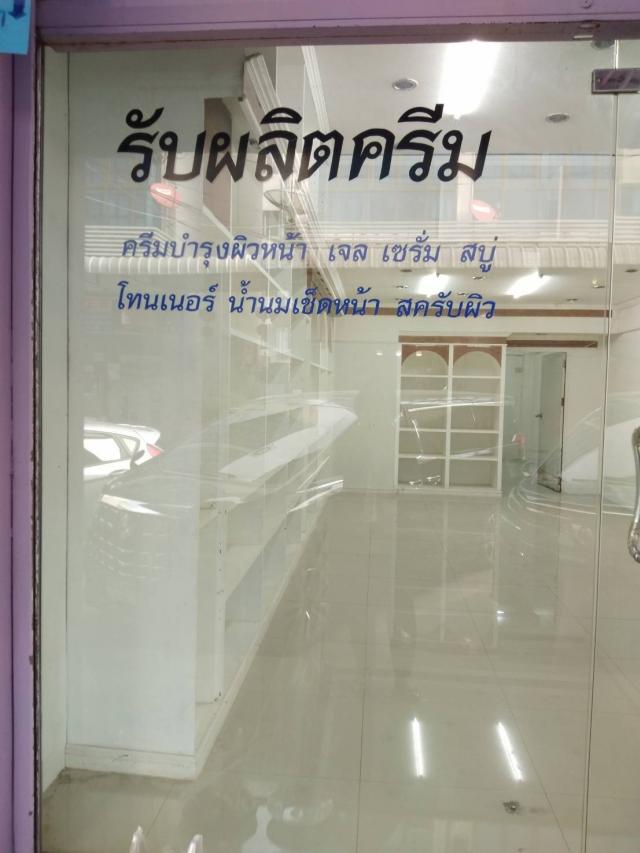 รับผลิตครีม
ครีมบำรุงผิวหน้า เจล เซรั่ม สบู่
โทนเนอร์ น้ำนมเช็ดหน้า สครับผิว